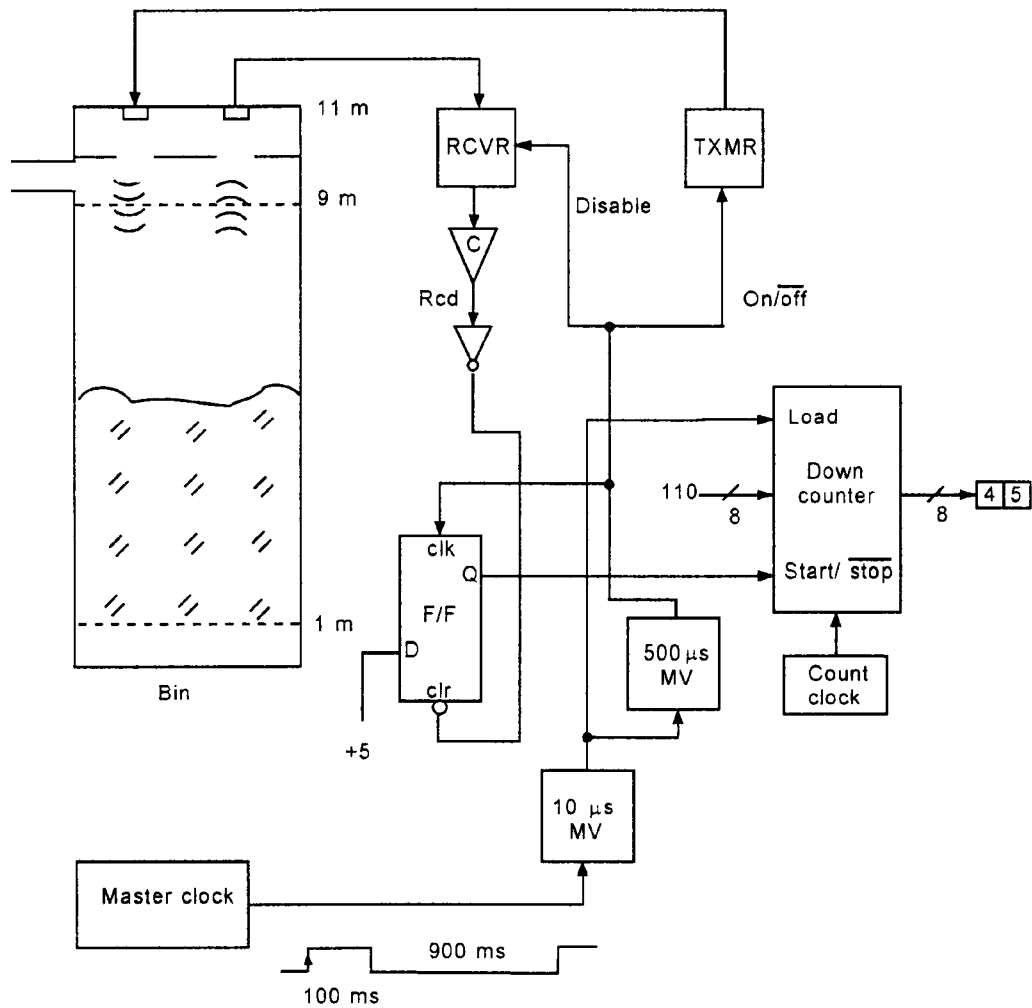 11 m
RCVR
TXMR
9 m
Disable
C
Rcd
On/off
Load
110
8
Down
counter
8
4 5
clk
Q
Start/ stop
F/F
1 m
D
500 µs
MV
Count
clock
Bin
clr
+5
10 µs
MV
Master clock
900 ms
100 ms